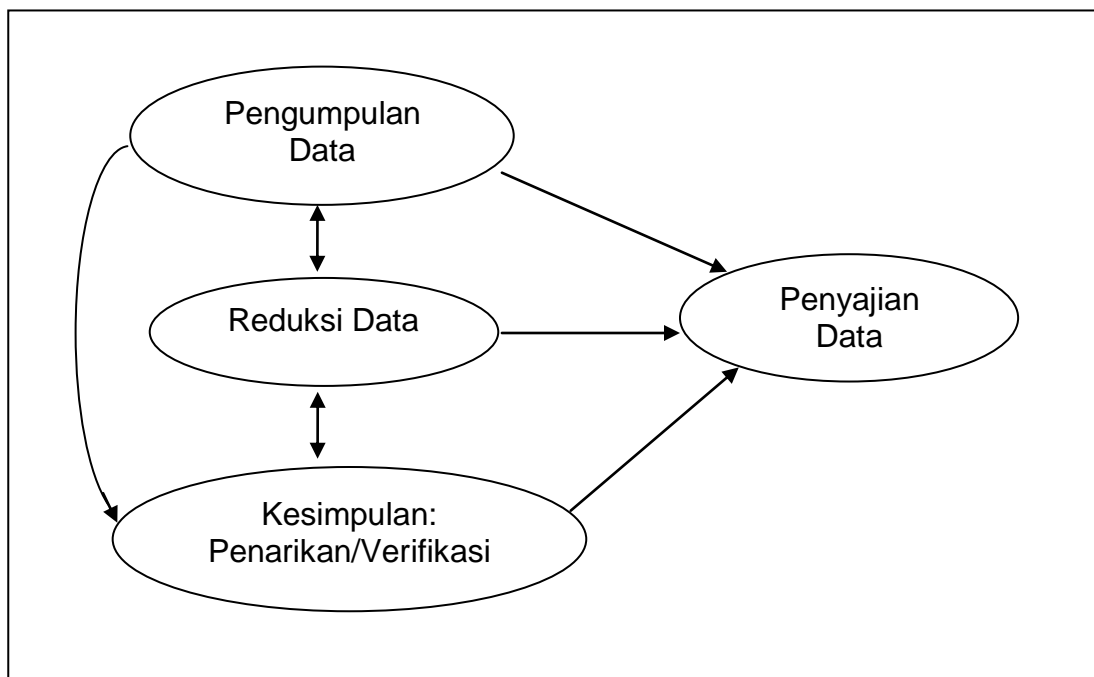 Pengumpulan
Data
Reduksi Data
Penyajian
Data
Kesimpulan:
Penarikan/Verifikasi